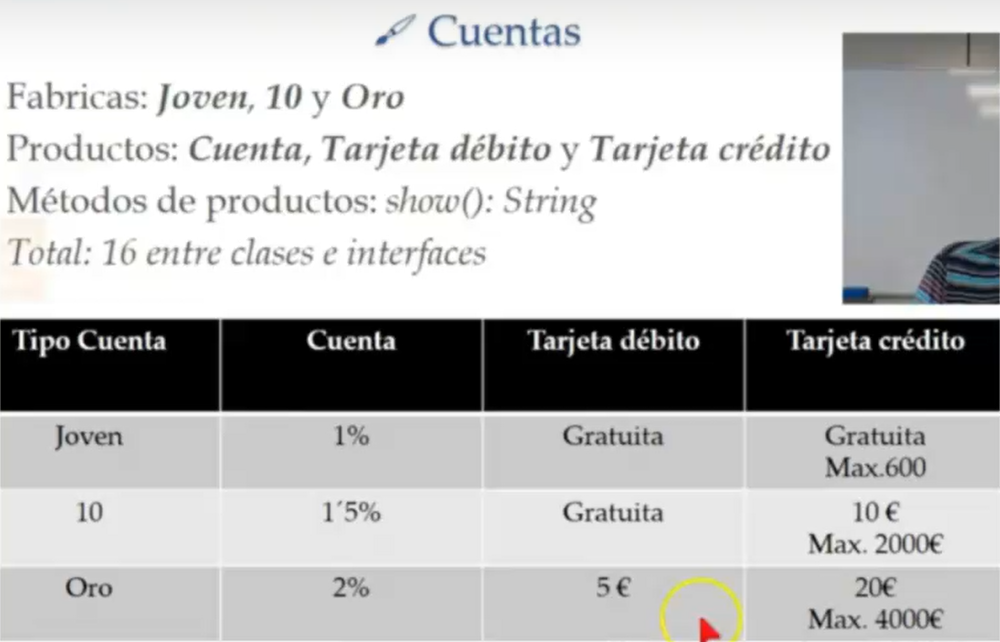 Cuentas
Fabricas: Joven, 10 y Oro
Productos: Cuenta, Tarjeta débito y Tarjeta crédito
Métodos de productos: show(): String
Total: 16 entre clases e interfaces
Tipo Cuenta Cuenta Tarjeta débito Tarjeta crédito
Joven 1% Gratuita Gratuita
Max.600
10 1´5% Gratuita 10 €
Max. 2000€
Oro 2% 5 € 20€
Max. 4000€